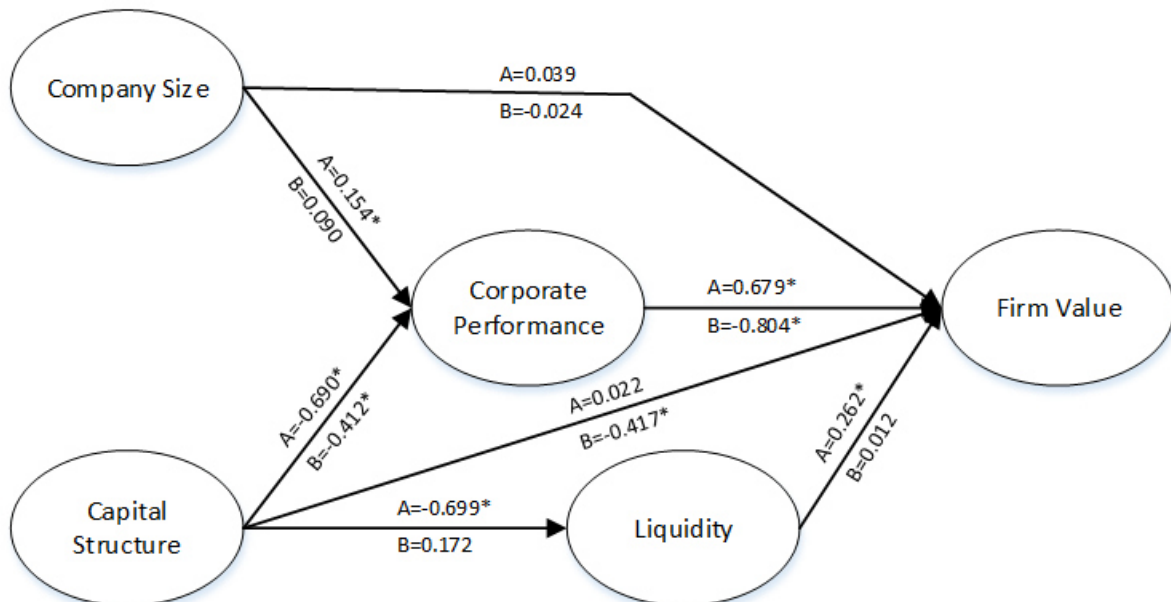 Company Size
A=0.039
B=-0.024
A=0.154*
B=0.090
Corporate
Performance
A=0.679*
B=-0.804*
Firm Value
A=-0.690*
B=-0.412*
A=0.022
B=-0.417*
A=0.262*
B=0.012
Capital
Structure
A=-0.699*
B=0.172
Liquidity